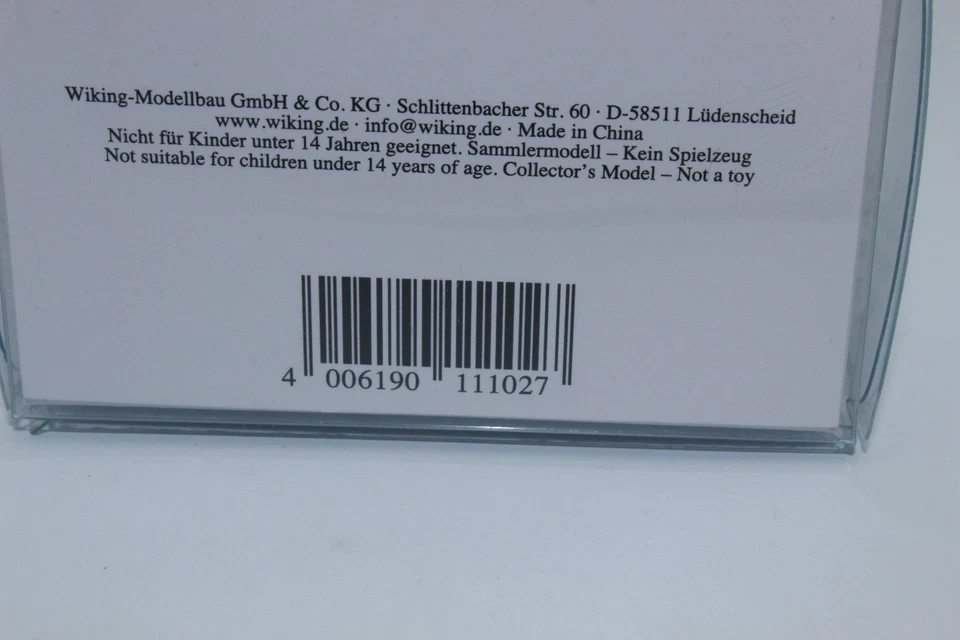 Wiking-Modellbau GmbH & Co. KG · Schlittenbacher Str. 60 · D-58511 Lüdenscheid
www.wiking.de · info@wiking.de · Made in China
Nicht für Kinder unter 14 Jahren geeignet. Sammlermodell – Kein Spielzeug
Not suitable for children under 14 years of age. Collector's Model – Not a toy
4 006190 111027